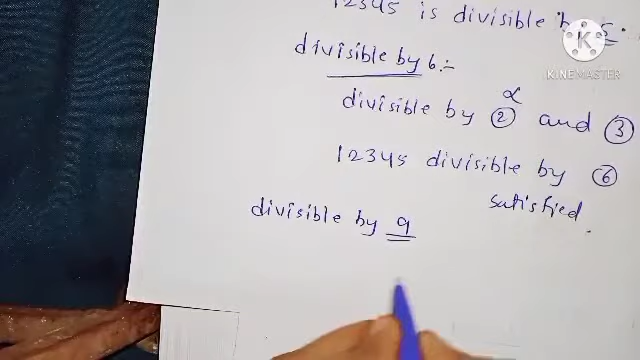 12345 is divisible by 5.
divisible by 6:-
divisible by 2 and 3
12345 divisible by 6
satisfied.
divisible by 9
K
KINEMASTER